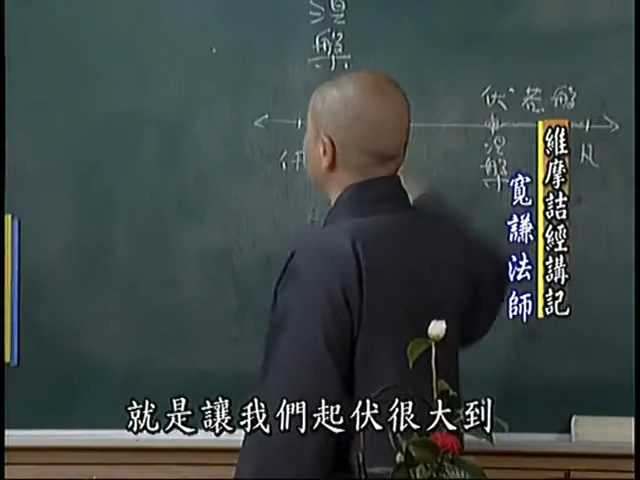 涅槃
伏惑 解
涅槃
凡
維摩詰經講記
寬謙法師
就是讓我們起伏很大到